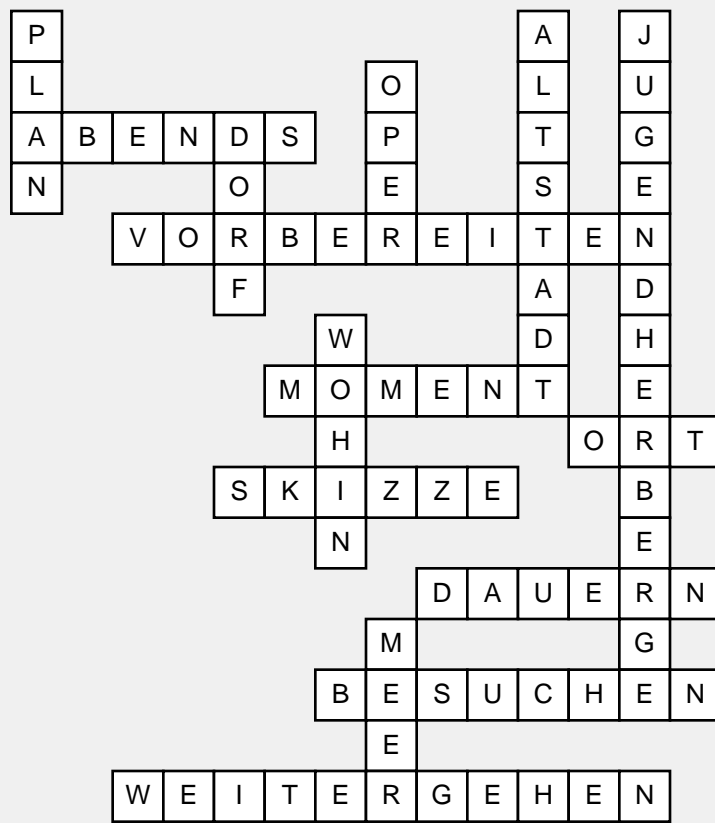 P A J
L O L U
A B E N D S P T G
N O E S E
V O R B E R E I T E N
F A D
W D H
M O M E N T E
H O R T
S K I Z Z E B
N E
D A U E R N
M G
B E S U C H E N
E
W E I T E R G E H E N